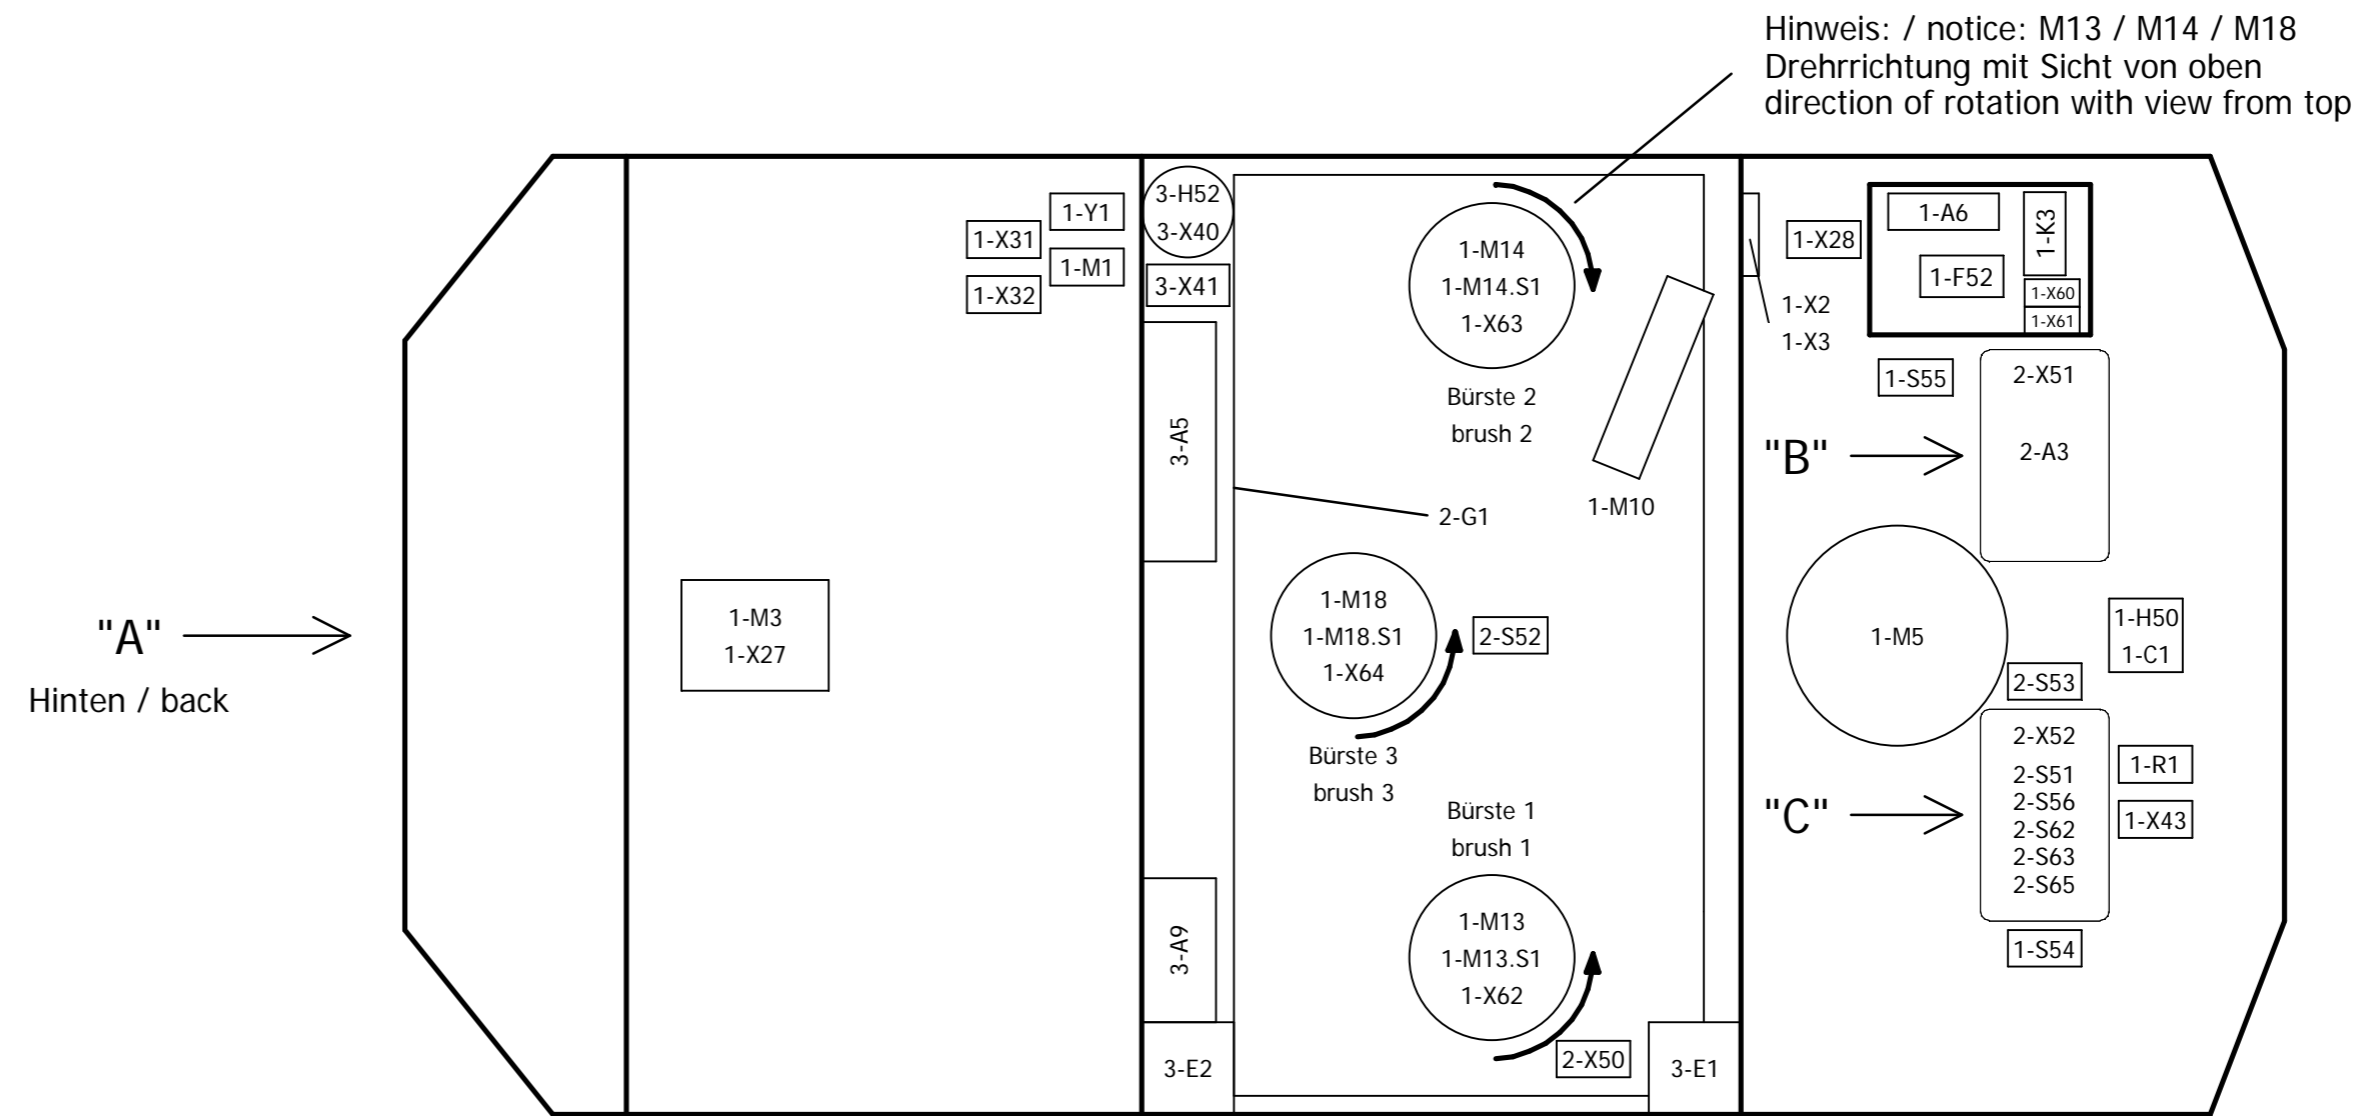 Hinweis: / notice: M13 / M14 / M18
Drehrrichtung mit Sicht von oben
direction of rotation with view from top
"A"
Hinten / back
1-M3
1-X27
1-X31
1-X32
1-Y1
1-M1
3-H52
3-X40
3-X41
3-A5
3-A9
3-E2
1-M14
1-M14.S1
1-X63
Bürste 2
brush 2
1-M10
2-G1
1-M18
1-M18.S1
1-X64
2-S52
Bürste 3
brush 3
Bürste 1
brush 1
1-M13
1-M13.S1
1-X62
2-X50
3-E1
1-X2
1-X3
1-X28
1-A6
1-F52
1-K3
1-X60
1-X61
1-S55
"B"
2-X51
2-A3
1-M5
1-H50
1-C1
2-S53
"C"
2-X52
2-S51
2-S56
2-S62
2-S63
2-S65
1-R1
1-X43
1-S54